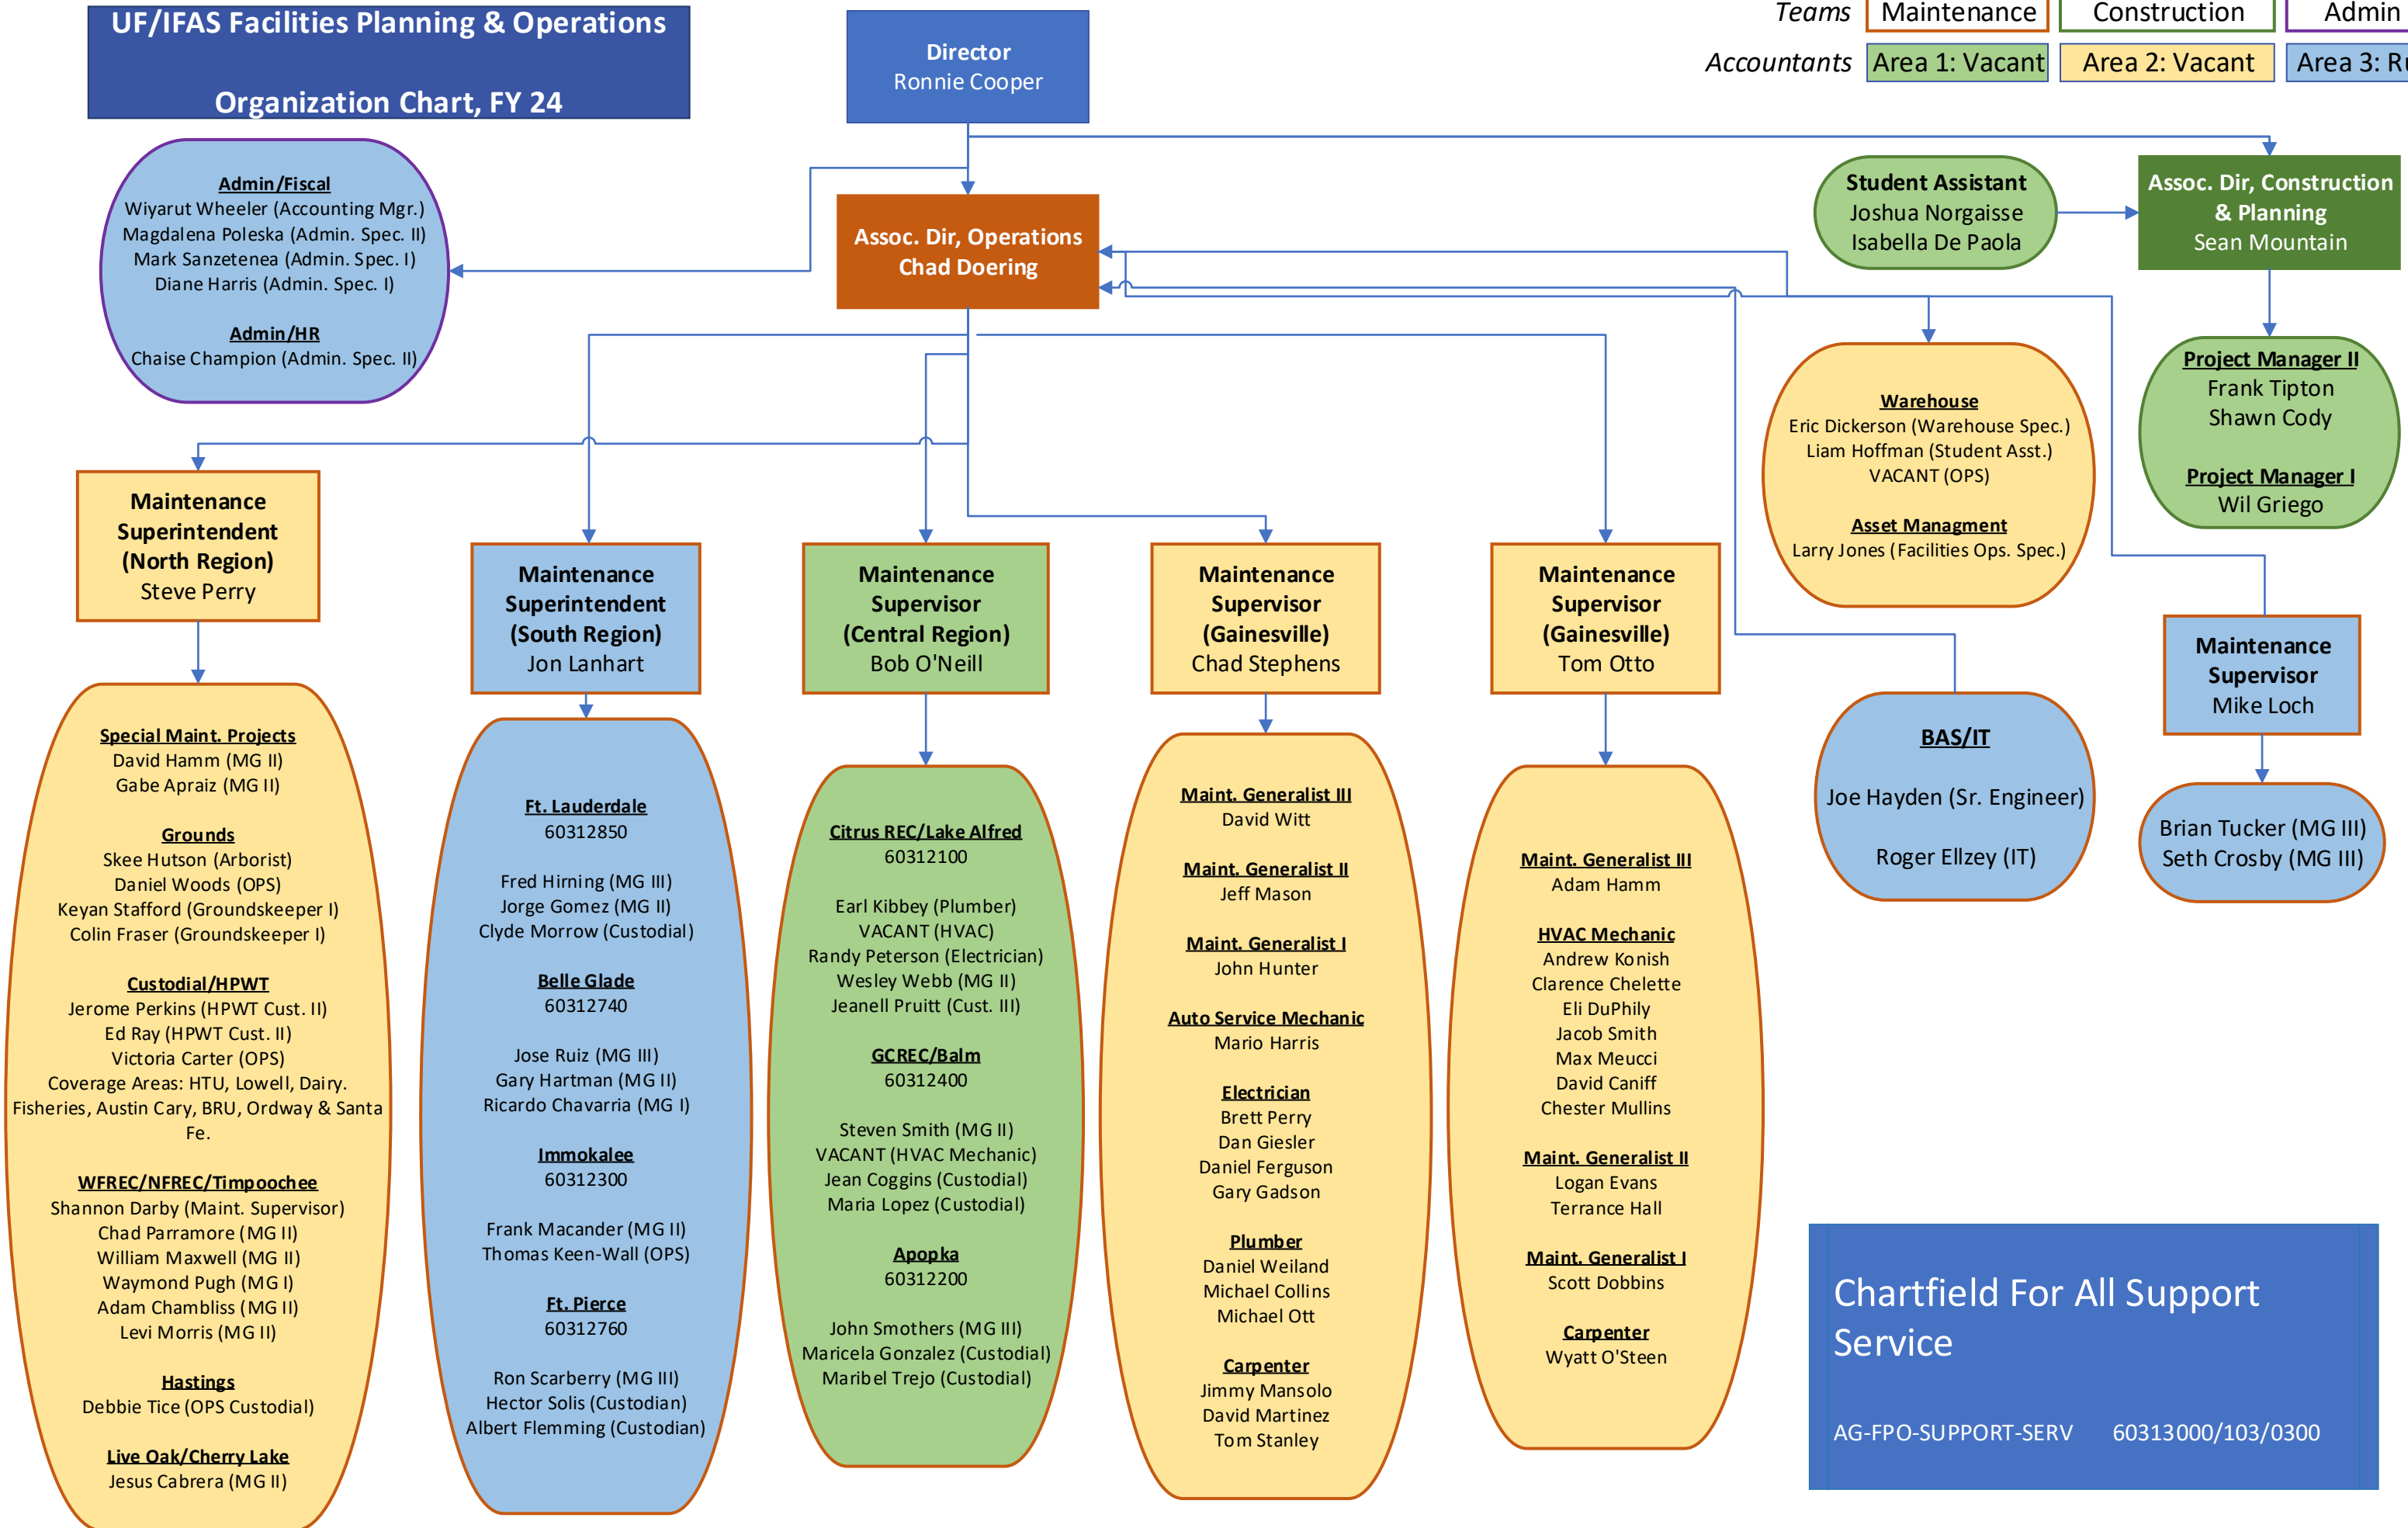 UF/IFAS Facilities Planning & Operations
Organization Chart, FY 24
Director
Ronnie Cooper
Teams
Maintenance
Construction
Admin
Accountants
Area 1: Vacant
Area 2: Vacant
Area 3:
Admin/Fiscal
Wiyarut Wheeler (Accounting Mgr.)
Magdalena Poleska (Admin. Spec. II)
Mark Sanzetenea (Admin. Spec. I)
Diane Harris (Admin. Spec. I)
Admin/HR
Chaise Champion (Admin. Spec. II)
Assoc. Dir, Operations
Chad Doering
Student Assistant
Joshua Norgaisse
Isabella De Paola
Assoc. Dir, Construction
& Planning
Sean Mountain
Warehouse
Eric Dickerson (Warehouse Spec.)
Liam Hoffman (Student Asst.)
VACANT (OPS)
Asset Managment
Larry Jones (Facilities Ops. Spec.)
Project Manager II
Frank Tipton
Shawn Cody
Project Manager I
Wil Griego
Maintenance
Superintendent
(North Region)
Steve Perry
Maintenance
Superintendent
(South Region)
Jon Lanhart
Maintenance
Supervisor
(Central Region)
Bob O'Neill
Maintenance
Supervisor
(Gainesville)
Chad Stephens
Maintenance
Supervisor
(Gainesville)
Tom Otto
Maintenance
Supervisor
Mike Loch
Special Maint. Projects
David Hamm (MG II)
Gabe Apraiz (MG II)
Grounds
Skee Hutson (Arborist)
Daniel Woods (OPS)
Keyan Stafford (Groundskeeper I)
Colin Fraser (Groundskeeper I)
Custodial/HPWT
Jerome Perkins (HPWT Cust. II)
Ed Ray (HPWT Cust. II)
Victoria Carter (OPS)
Coverage Areas: HTU, Lowell, Dairy.
Fisheries, Austin Cary, BRU, Ordway & Santa
Fe.
WFREC/NFREC/Timpoochee
Shannon Darby (Maint. Supervisor)
Chad Parramore (MG II)
William Maxwell (MG II)
Waymond Pugh (MG I)
Adam Chambliss (MG II)
Levi Morris (MG II)
Hastings
Debbie Tice (OPS Custodial)
Live Oak/Cherry Lake
Jesus Cabrera (MG II)
Ft. Lauderdale
60312850
Fred Hirning (MG III)
Jorge Gomez (MG II)
Clyde Morrow (Custodial)
Belle Glade
60312740
Jose Ruiz (MG III)
Gary Hartman (MG II)
Ricardo Chavarria (MG I)
Immokalee
60312300
Frank Macander (MG II)
Thomas Keen-Wall (OPS)
Ft. Pierce
60312760
Ron Scarberry (MG III)
Hector Solis (Custodian)
Albert Flemming (Custodian)
Citrus REC/Lake Alfred
60312100
Earl Kibbey (Plumber)
VACANT (HVAC)
Randy Peterson (Electrician)
Wesley Webb (MG II)
Jeanell Pruitt (Cust. III)
GCREC/Balm
60312400
Steven Smith (MG II)
VACANT (HVAC Mechanic)
Jean Coggins (Custodial)
Maria Lopez (Custodial)
Apopka
60312200
John Smothers (MG III)
Maricela Gonzalez (Custodial)
Maribel Trejo (Custodial)
Maint. Generalist III
David Witt
Maint. Generalist II
Jeff Mason
Maint. Generalist I
John Hunter
Auto Service Mechanic
Mario Harris
Electrician
Brett Perry
Dan Giesler
Daniel Ferguson
Gary Gadson
Plumber
Daniel Weiland
Michael Collins
Michael Ott
Carpenter
Jimmy Mansolo
David Martinez
Tom Stanley
Maint. Generalist III
Adam Hamm
HVAC Mechanic
Andrew Konish
Clarence Chelette
Eli DuPhily
Jacob Smith
Max Meucci
David Caniff
Chester Mullins
Maint. Generalist II
Logan Evans
Terrance Hall
Maint. Generalist I
Scott Dobbins
Carpenter
Wyatt O'Steen
BAS/IT
Joe Hayden (Sr. Engineer)
Roger Ellzey (IT)
Brian Tucker (MG III)
Seth Crosby (MG III)
Chartfield For All Support
Service
AG-FPO-SUPPORT-SERV 60313000/103/0300